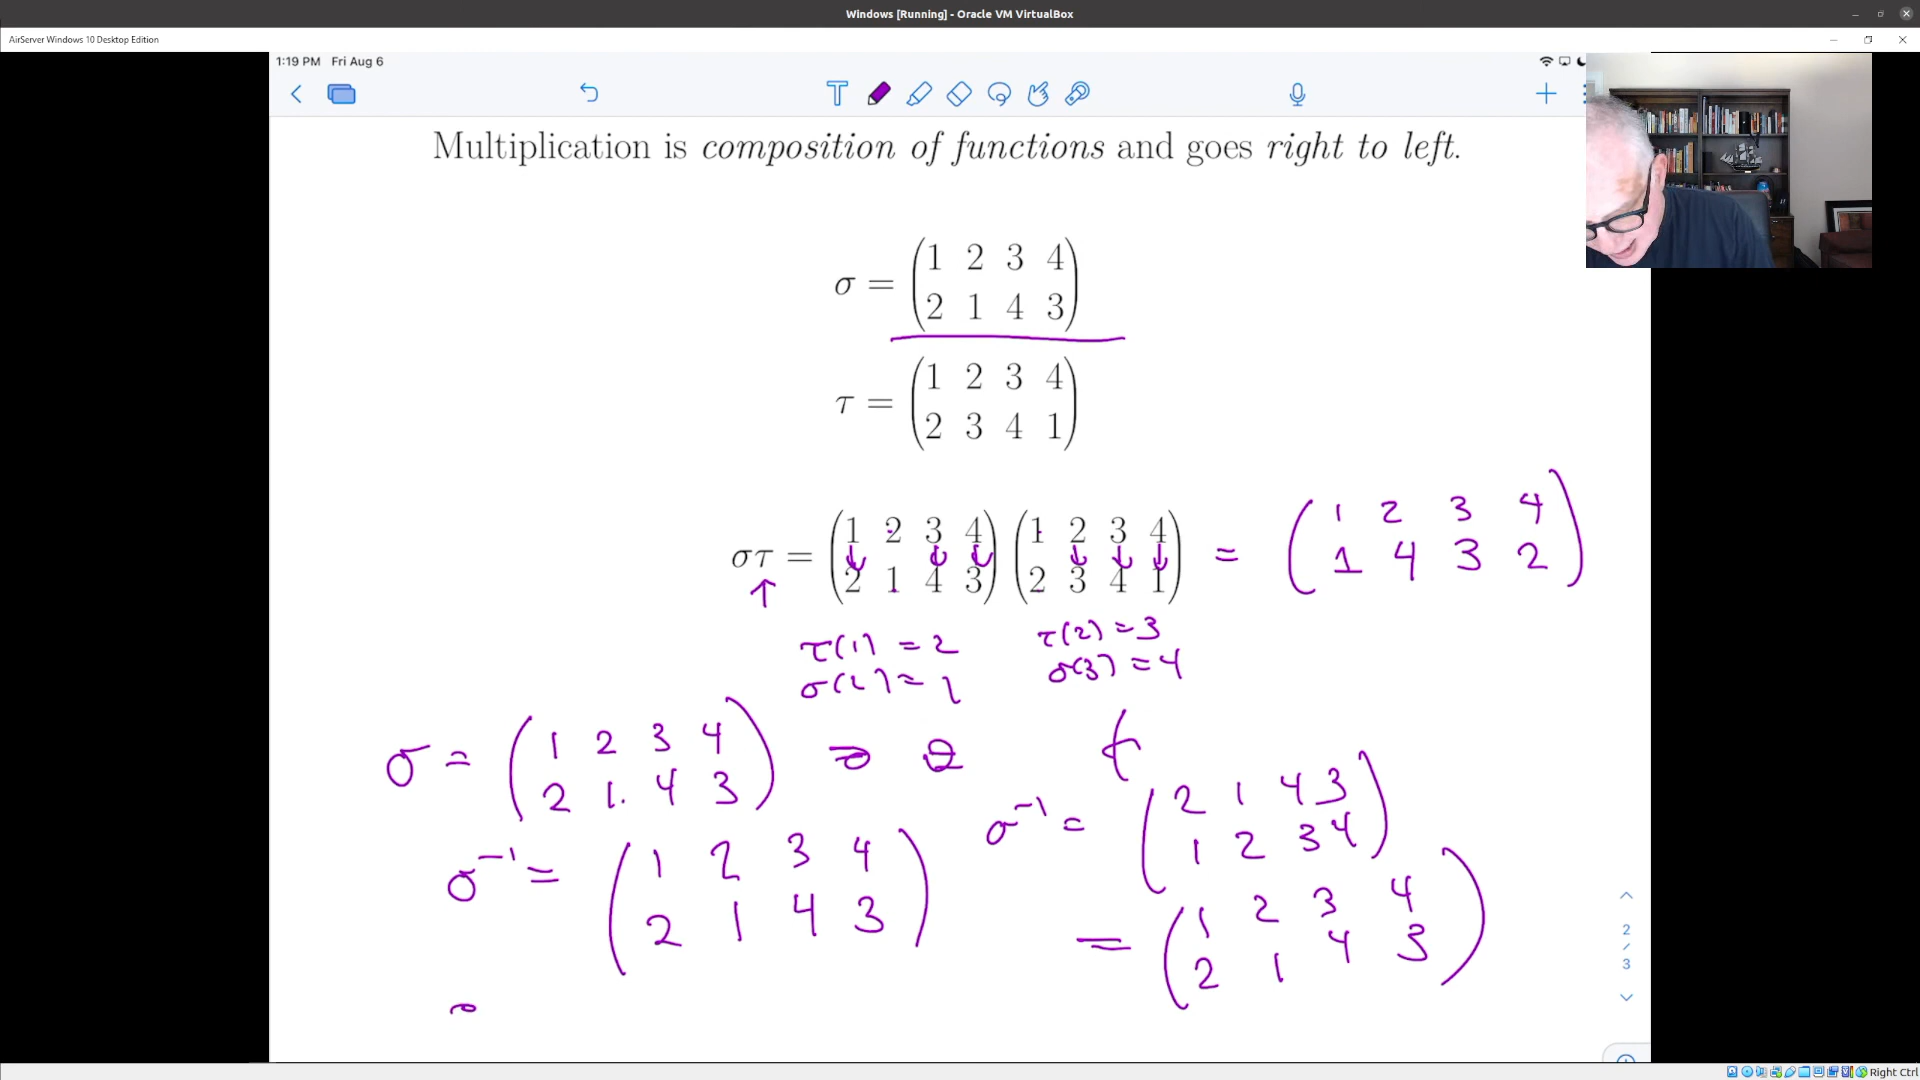 Windows [Running] - Oracle VM VirtualBox
AirServer Windows 10 Desktop Edition
1:19 PM Fri Aug 6
Multiplication is composition of functions and goes right to left.
σ = (1 2 3 4
2 1 4 3)
τ = (1 2 3 4
2 3 4 1)
στ = (1 2 3 4
2 1 4 3) (1 2 3 4
2 3 4 1) = (1 2 3 4
1 4 3 2)
↑
τ(1) = 2 τ(2) = 3
σ(2) = 1 σ(3) = 4
σ = (1 2 3 4
2 1. 4 3)
σ⁻¹ = (2 1 4 3
1 2 3 4)
σ⁻¹ = (1 2 3 4
2 1 4 3)
= (1 2 3 4
2 1 4 3)
2
/
3
Right Ctrl